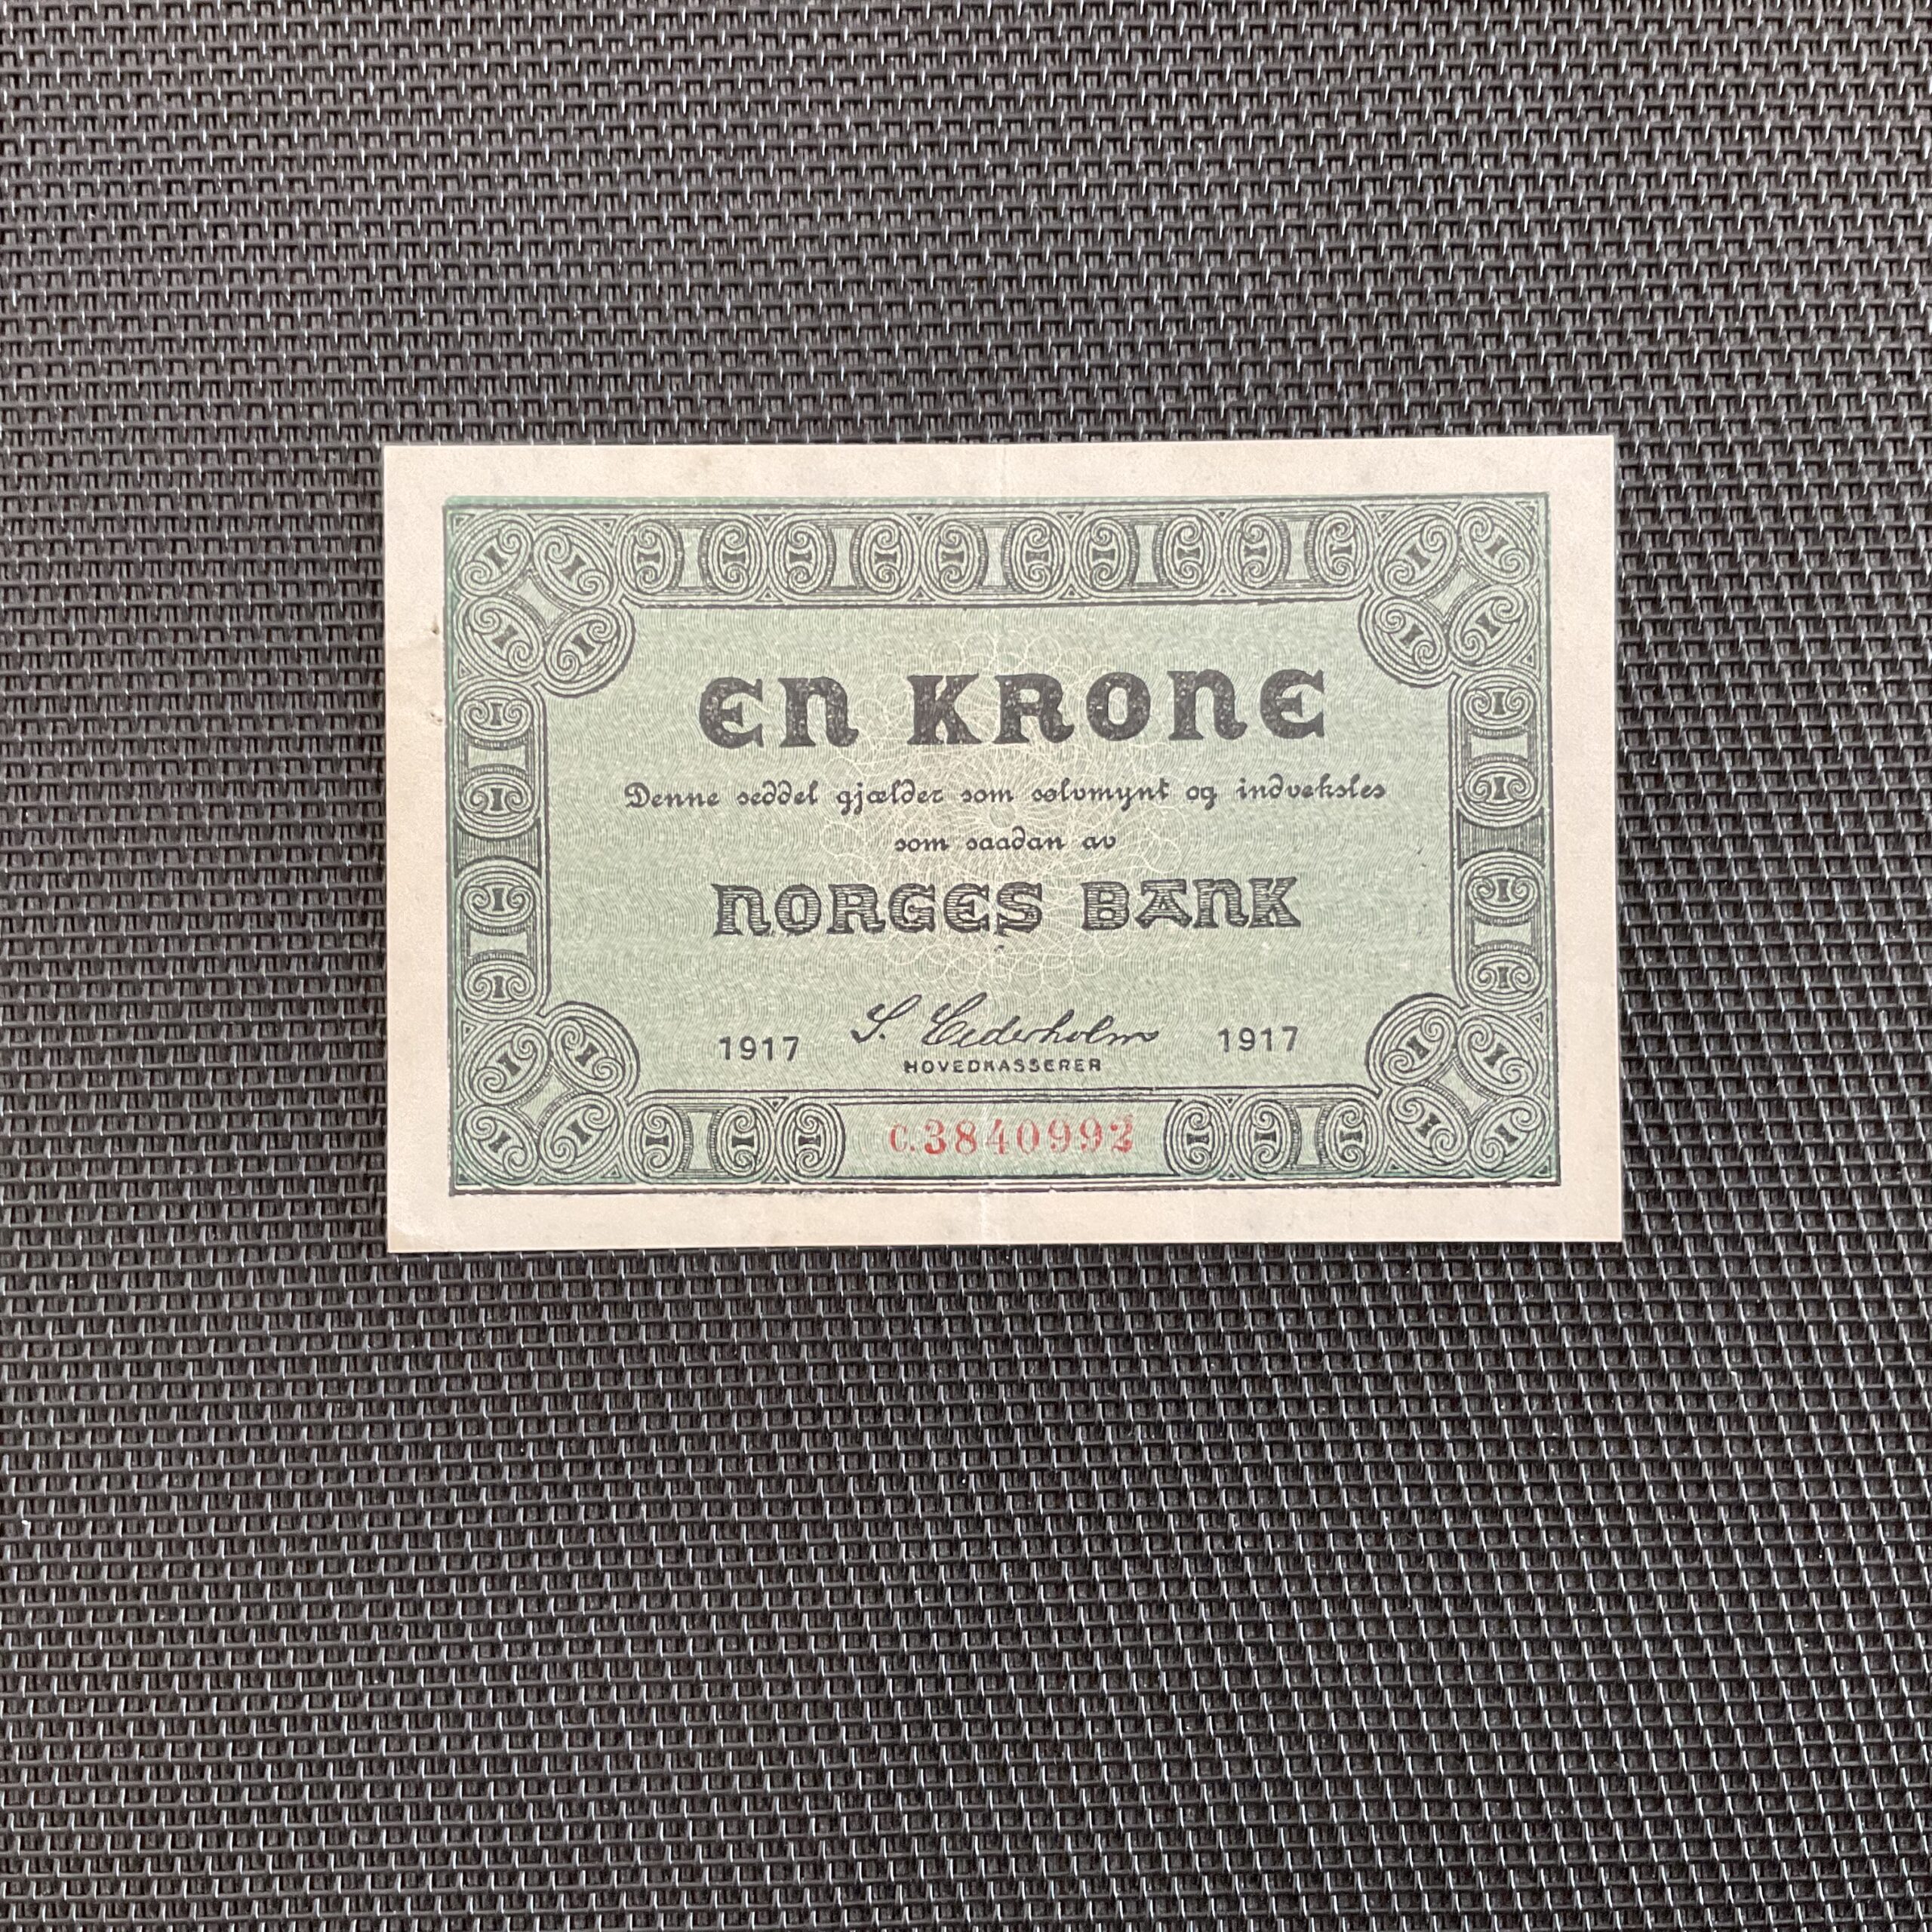 EN KRONE
Denne seddel gjælder som sølvmynt og indveksles
som saadan av
NORGES BANK
1917 S. Cederholm 1917
HOVEDKASSERER
C.3840992